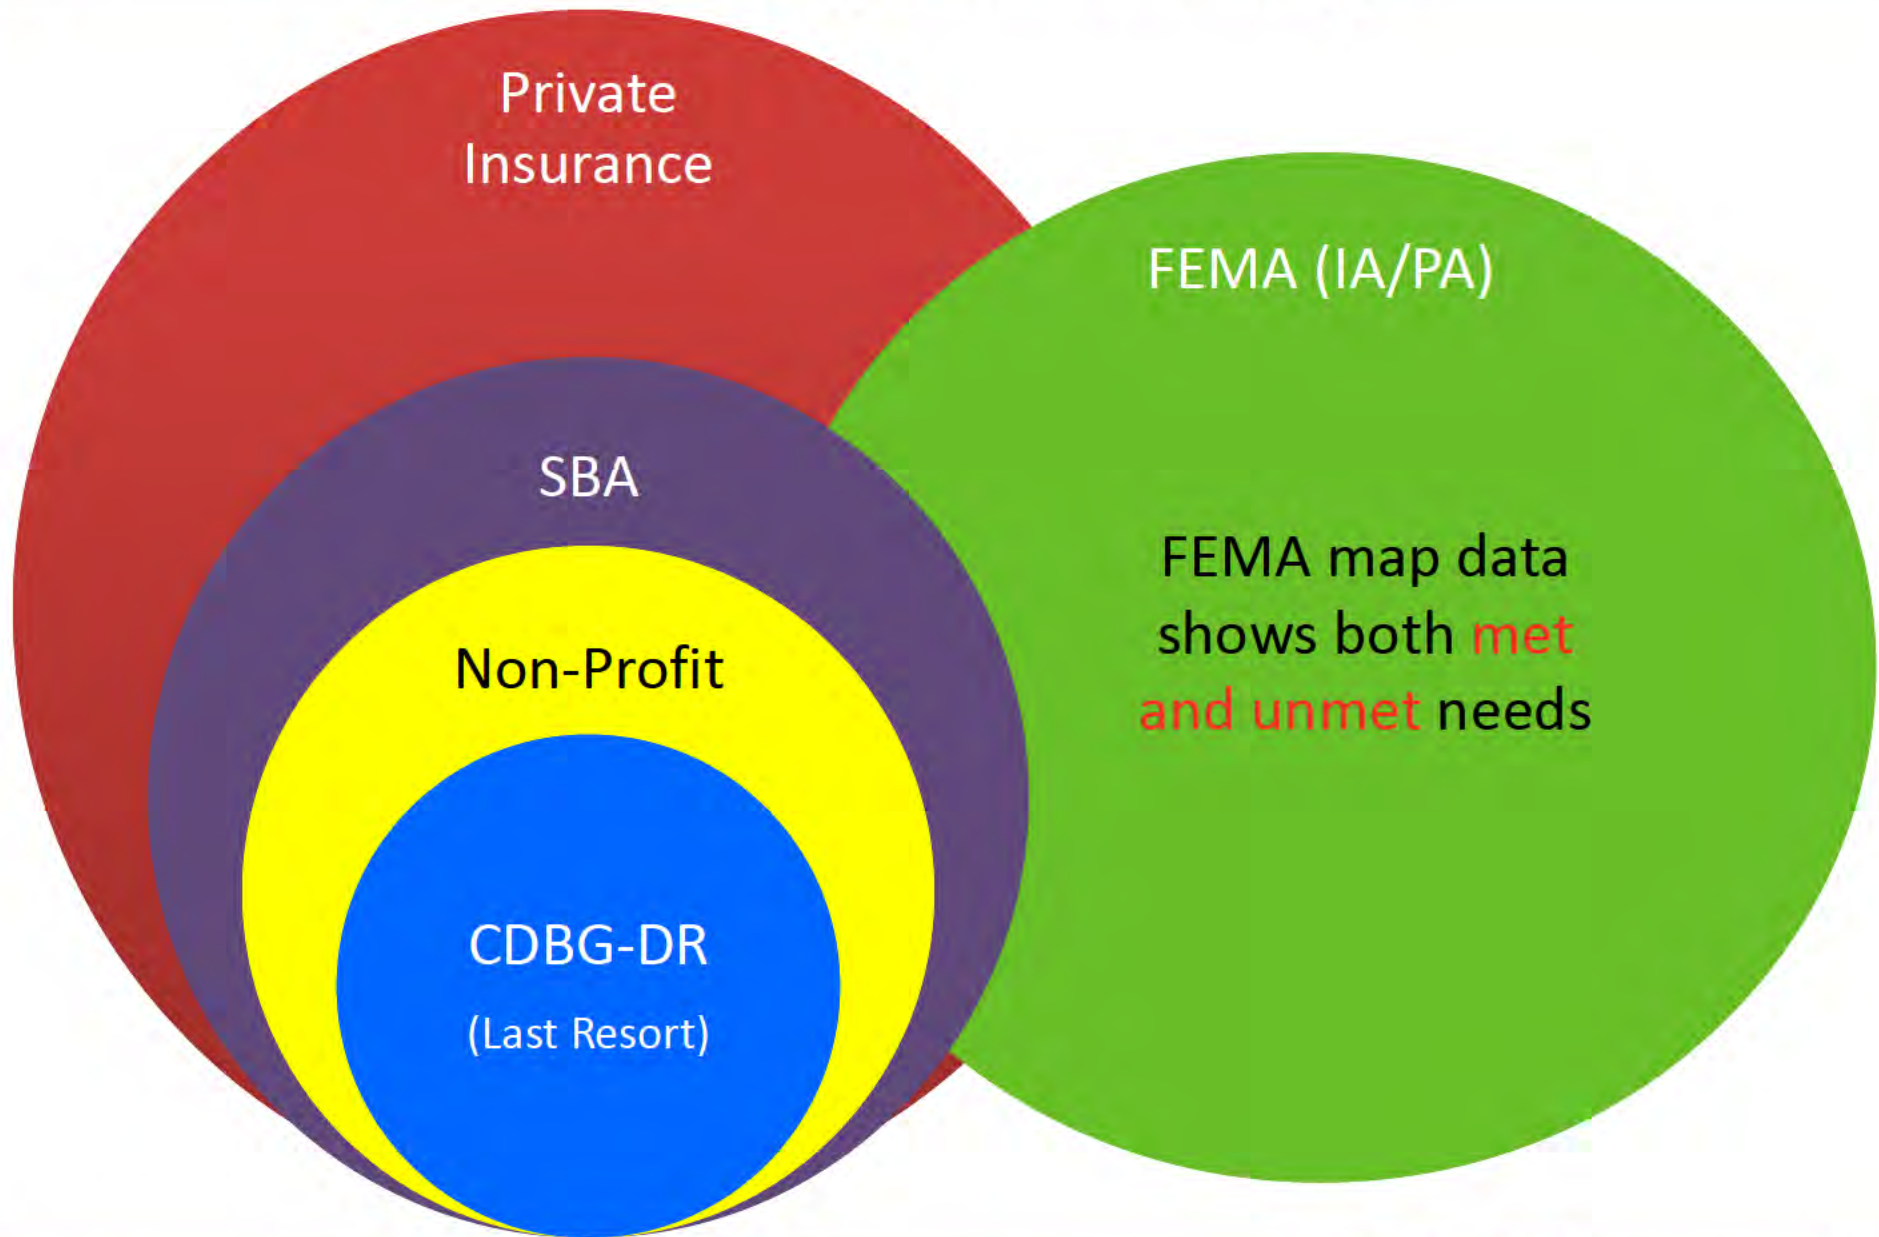 Private
Insurance
FEMA (IA/PA)
SBA
FEMA map data
shows both met
and unmet needs
Non-Profit
CDBG-DR
(Last Resort)